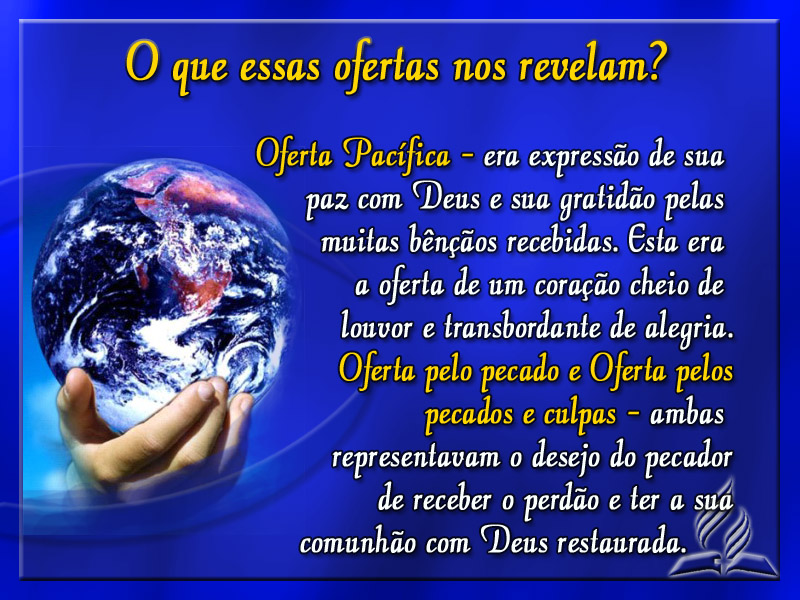 O que essas ofertas nos revelam?
Oferta Pacífica - era expressão de sua
paz com Deus e sua gratidão pelas
muitas bênçãos recebidas. Esta era
a oferta de um coração cheio de
louvor e transbordante de alegria.
Oferta pelo pecado e Oferta pelos
pecados e culpas - ambas
representavam o desejo do pecador
de receber o perdão e ter a sua
comunhão com Deus restaurada.